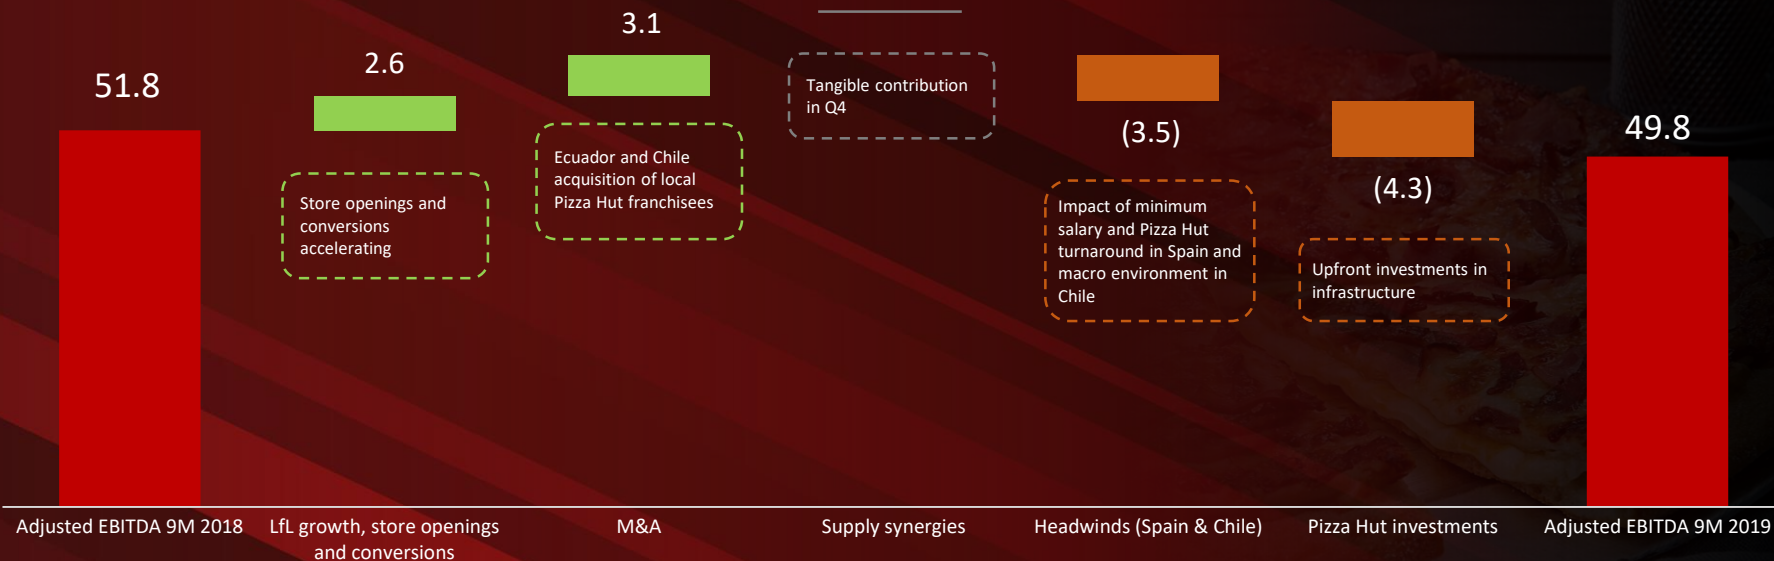 51.8
2.6
3.1
(3.5)
(4.3)
49.8
Store openings and
conversions
accelerating
Ecuador and Chile
acquisition of local
Pizza Hut franchisees
Tangible contribution
in Q4
Impact of minimum
salary and Pizza Hut
turnaround in Spain and
macro environment in
Chile
Upfront investments in
infrastructure
Adjusted EBITDA 9M 2018
LfL growth, store openings
and conversions
M&A
Supply synergies
Headwinds (Spain & Chile)
Pizza Hut investments
Adjusted EBITDA 9M 2019